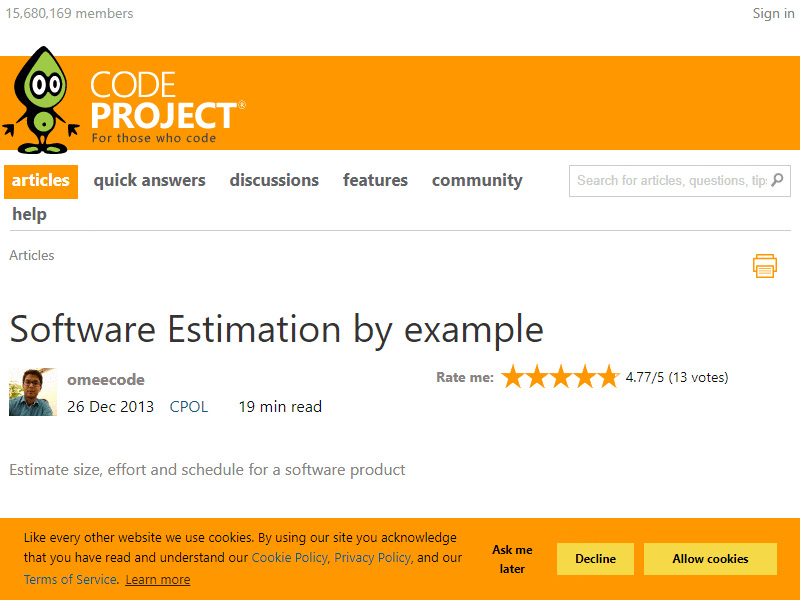 15,680,169 members
Sign in
CODE
PROJECT®
For those who code
articles quick answers discussions features community
Search for articles, questions, tips
help
Articles
Software Estimation by example
omeecode
Rate me: 4.77/5 (13 votes)
26 Dec 2013 CPOL 19 min read
Estimate size, effort and schedule for a software product
Like every other website we use cookies. By using our site you acknowledge
that you have read and understand our Cookie Policy, Privacy Policy, and our
Terms of Service. Learn more
Ask me
later
Decline
Allow cookies